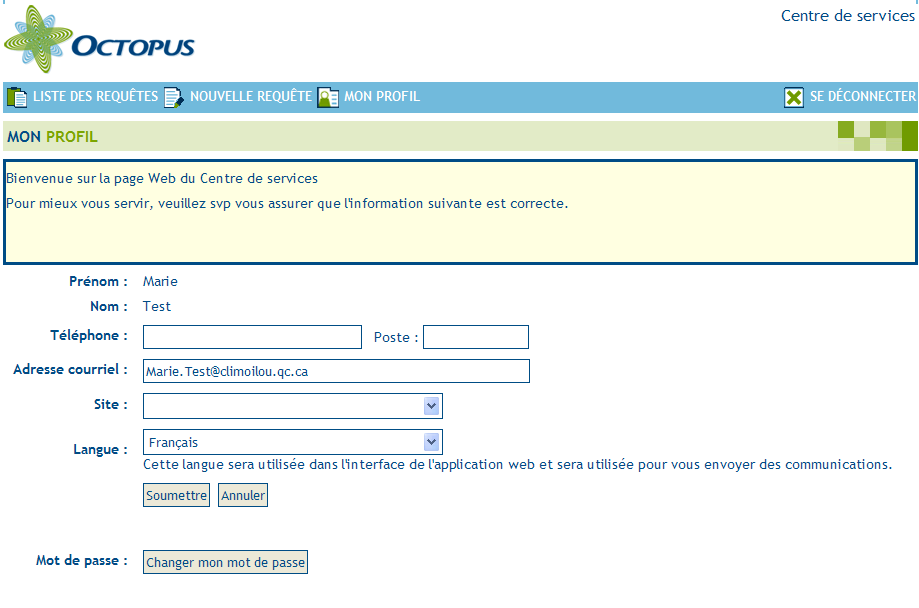 Centre de services
OCTOPUS
LISTE DES REQUÊTES NOUVELLE REQUÊTE MON PROFIL SE DÉCONNECTER
MON PROFIL
Bienvenue sur la page Web du Centre de services
Pour mieux vous servir, veuillez svp vous assurer que l'information suivante est correcte.
Prénom : Marie
Nom : Test
Téléphone : Poste :
Adresse courriel : Marie.Test@climoilou.qc.ca
Site :
Langue : Français
Cette langue sera utilisée dans l'interface de l'application web et sera utilisée pour vous envoyer des communications.
Soumettre Annuler
Mot de passe : Changer mon mot de passe